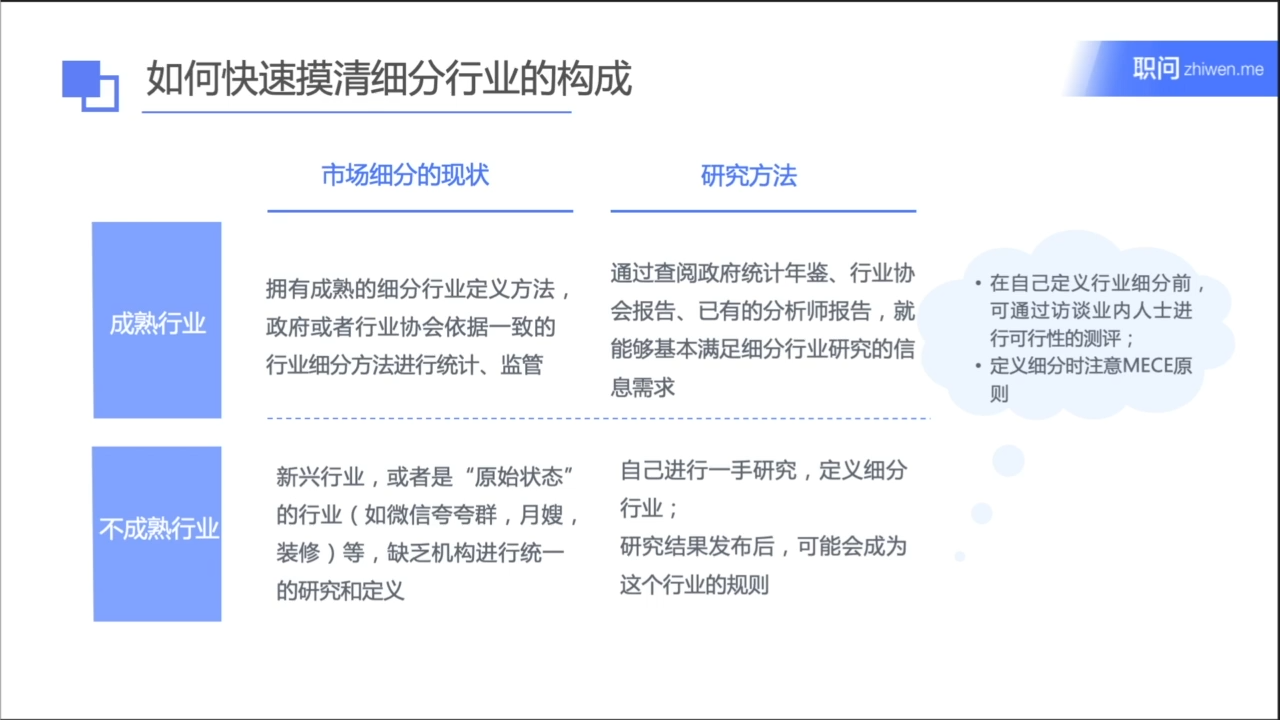 如何快速摸清细分行业的构成
职问 zhiwen.me
市场细分的现状
研究方法
成熟行业
拥有成熟的细分行业定义方法，
政府或者行业协会依据一致的
行业细分方法进行统计、监管
通过查阅政府统计年鉴、行业协
会报告、已有的分析师报告，就
能够基本满足细分行业研究的信
息需求
• 在自己定义行业细分前，
可通过访谈业内人士进
行可行性的测评；
• 定义细分时注意MECE原
则
不成熟行业
新兴行业，或者是“原始状态”
的行业（如微信夸夸群，月嫂，
装修）等，缺乏机构进行统一
的研究和定义
自己进行一手研究，定义细分
行业；
研究结果发布后，可能会成为
这个行业的规则